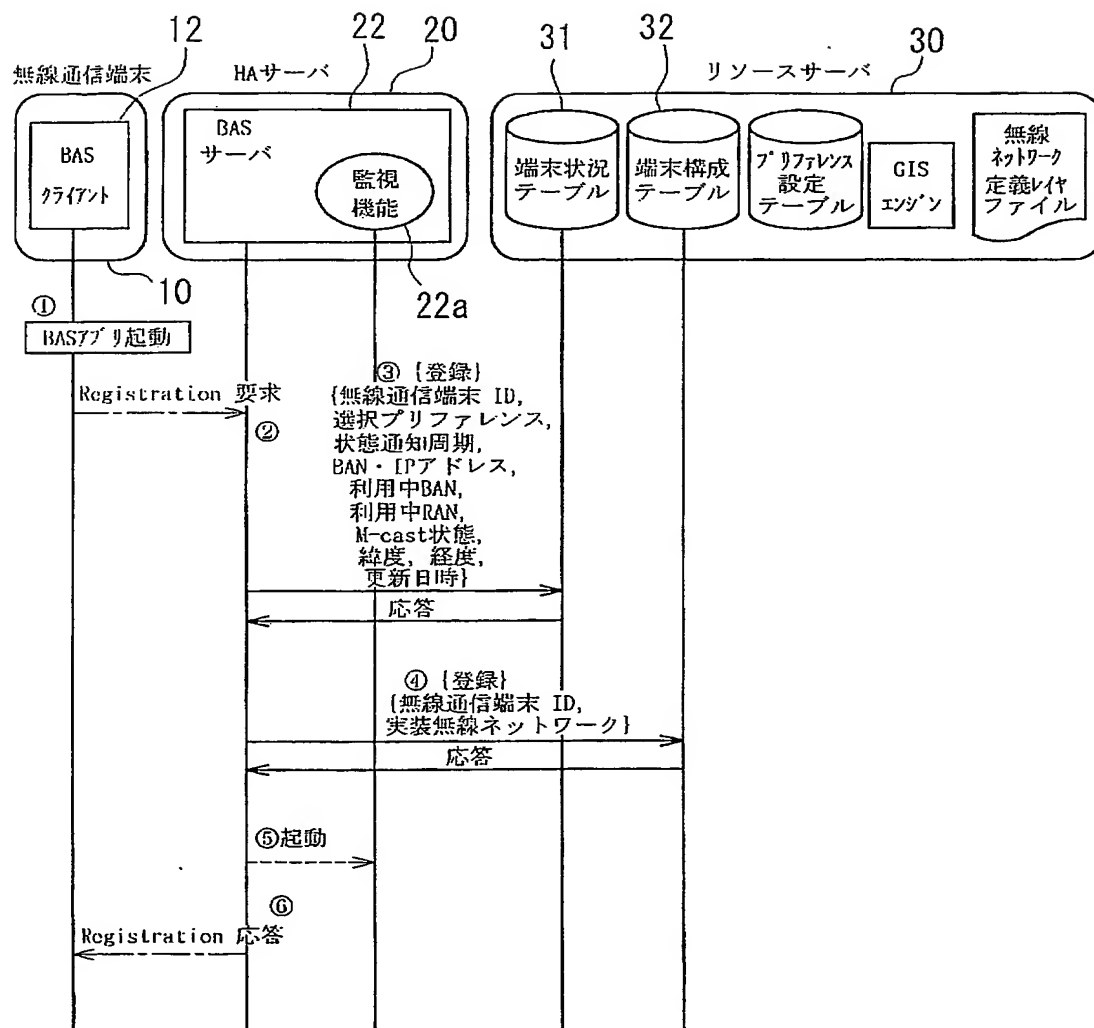 12
22
20
31
32
30
無線通信端末
HAサーバ
リソースサーバ
BAS
クライアント
BAS
サーバ
監視
機能
端末状況
テーブル
端末構成
テーブル
プリファレンス
設定
テーブル
GIS
エンジン
無線
ネットワーク
定義レイヤ
ファイル
10
22a
①
BASアプリ起動
Registration 要求
②
③ {登録}
{無線通信端末 ID,
選択プリファレンス,
状態通知周期,
BAN・IPアドレス,
利用中BAN,
利用中RAN,
M-cast状態,
緯度, 経度,
更新日時}
応答
④ {登録}
{無線通信端末 ID,
実装無線ネットワーク}
応答
⑤起動
⑥
Registration 応答